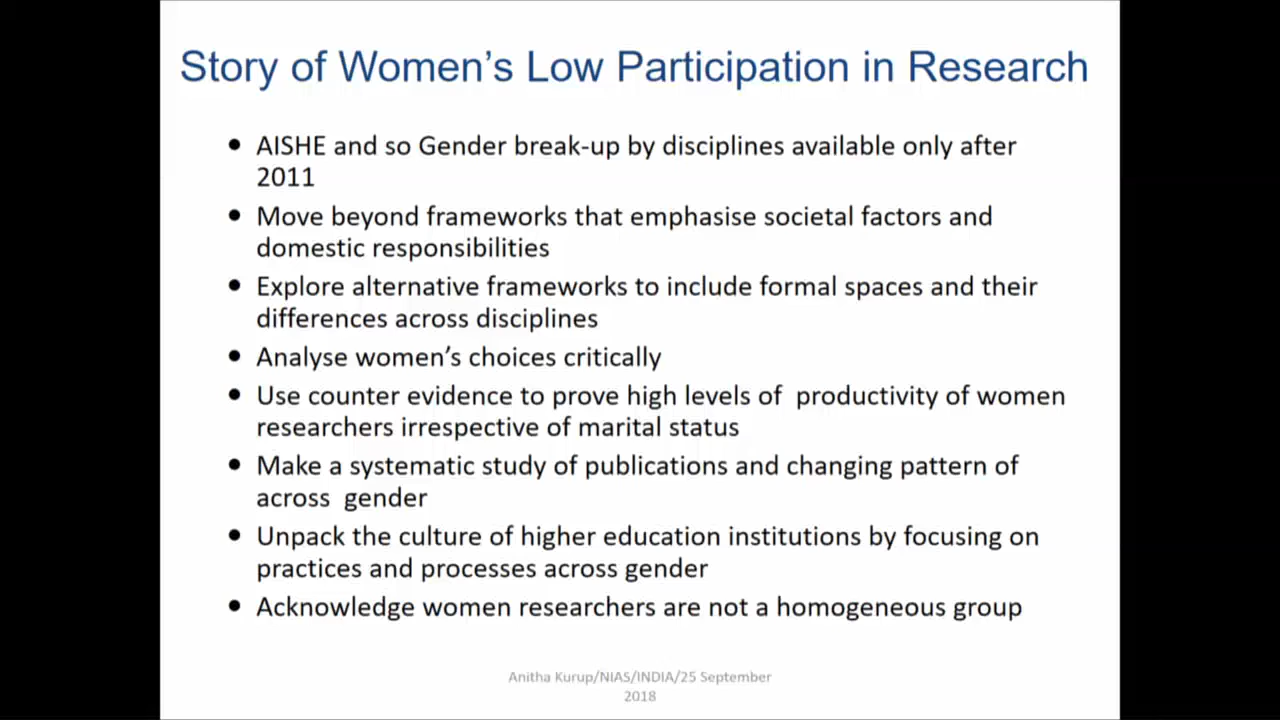 Story of Women's Low Participation in Research
• AISHE and so Gender break-up by disciplines available only after
2011
• Move beyond frameworks that emphasise societal factors and
domestic responsibilities
• Explore alternative frameworks to include formal spaces and their
differences across disciplines
• Analyse women's choices critically
• Use counter evidence to prove high levels of  productivity of women
researchers irrespective of marital status
• Make a systematic study of publications and changing pattern of
across  gender
• Unpack the culture of higher education institutions by focusing on
practices and processes across gender
• Acknowledge women researchers are not a homogeneous group
Anitha Kurup/NIAS/INDIA/25 September
2018